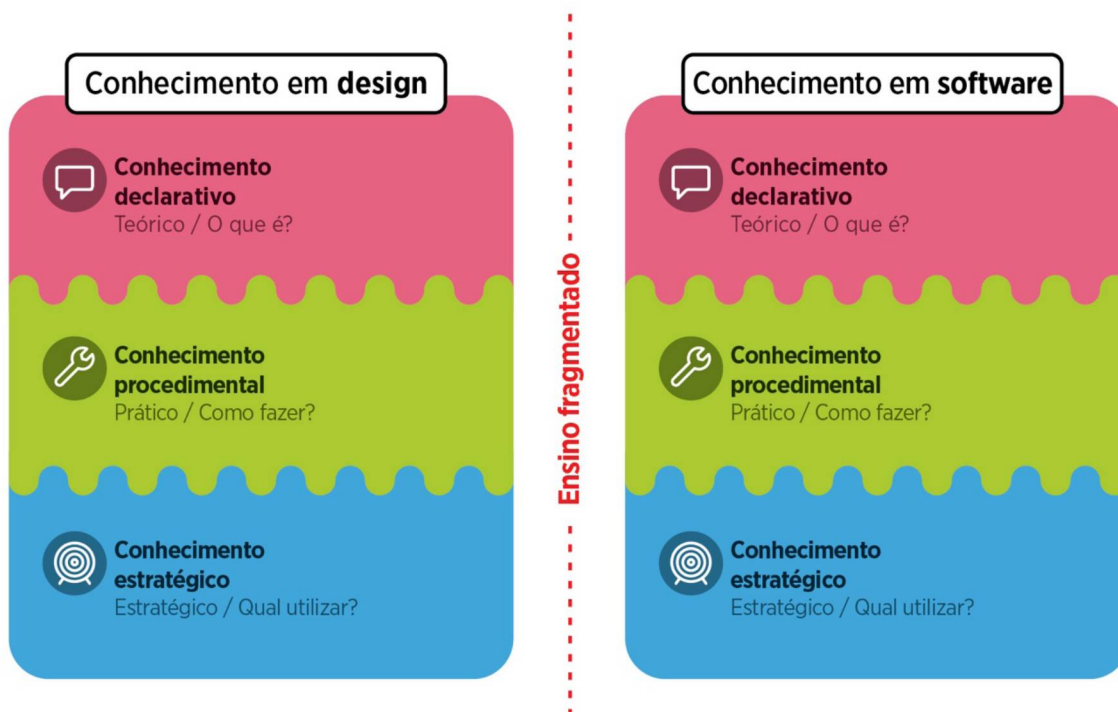 Conhecimento em design
Conhecimento
declarativo
Teórico / O que é?
Conhecimento
procedimental
Prático / Como fazer?
Conhecimento
estratégico
Estratégico / Qual utilizar?
Ensino fragmentado
Conhecimento em software
Conhecimento
declarativo
Teórico / O que é?
Conhecimento
procedimental
Prático / Como fazer?
Conhecimento
estratégico
Estratégico / Qual utilizar?